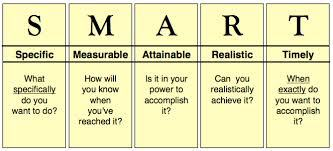 S M A R T
Specific Measurable Attainable Realistic Timely
What specifically do you want to do?
How will you know when you've reached it?
Is it in your power to accomplish it?
Can you realistically achieve it?
When exactly do you want to accomplish it?